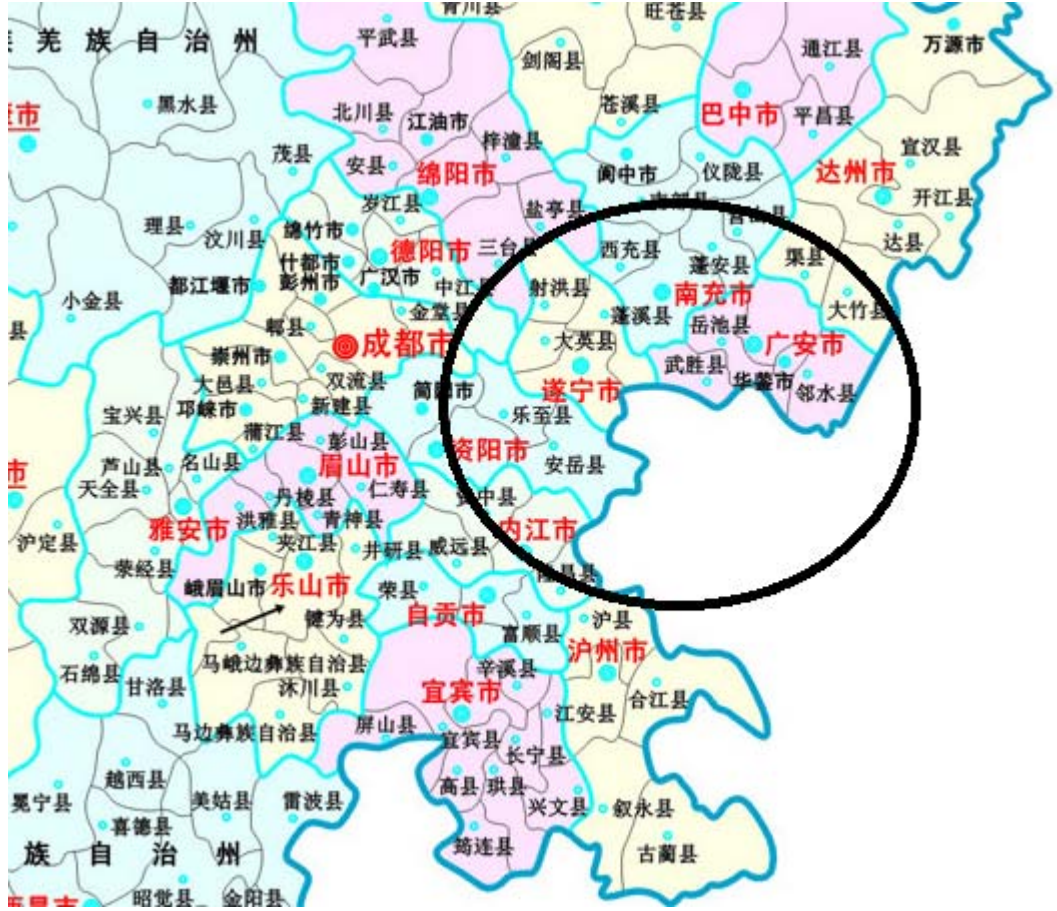 青川县
旺苍县
羌族自治州
平武县
剑阁县
通江县
万源市
黑水县
北川县
江油市
苍溪县
巴中市
平昌县
梓潼县
宣汉县
茂县
安县
绵阳市
阆中市
仪陇县
达州市
开江县
岁江县
盐亭县
理县
汶川县
绵竹市
德阳市
三台县
西充县
达县
什都市
广汉市
蓬安县
渠县
都江堰市
彭州市
中江县
射洪县
南充市
小金县
金堂县
蓬溪县
岳池县
大竹县
县
郫县
成都市
大英县
广安市
崇州市
武胜县
大邑县
双流县
简阳市
遂宁市
华蓥市
邻水县
宝兴县
邛崃市
新建县
乐至县
蒲江县
彭山县
资阳市
芦山县
名山县
眉山市
安岳县
市
天全县
丹棱县
仁寿县
资中县
雅安市
洪雅县
青神县
内江市
泸定县
夹江县
井研县
威远县
荥经县
峨眉山市
乐山市
荣县
隆昌县
双源县
犍为县
自贡市
富顺县
泸县
石绵县
马峨边彝族自治县
泸州市
甘洛县
沐川县
辛溪县
宜宾市
合江县
马边彝族自治县
屏山县
江安县
宜宾县
长宁县
越西县
高县
珙县
冕宁县
美姑县
雷波县
兴文县
叙永县
喜德县
族自治州
筠连县
古蔺县
昭觉县
金阳县